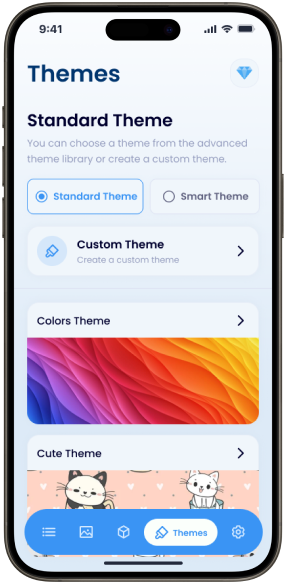 9:41
Themes
Standard Theme
You can choose a theme from the advanced
theme library or create a custom theme.
Standard Theme
Smart Theme
Custom Theme
Create a custom theme
Colors Theme
Cute Theme
Themes